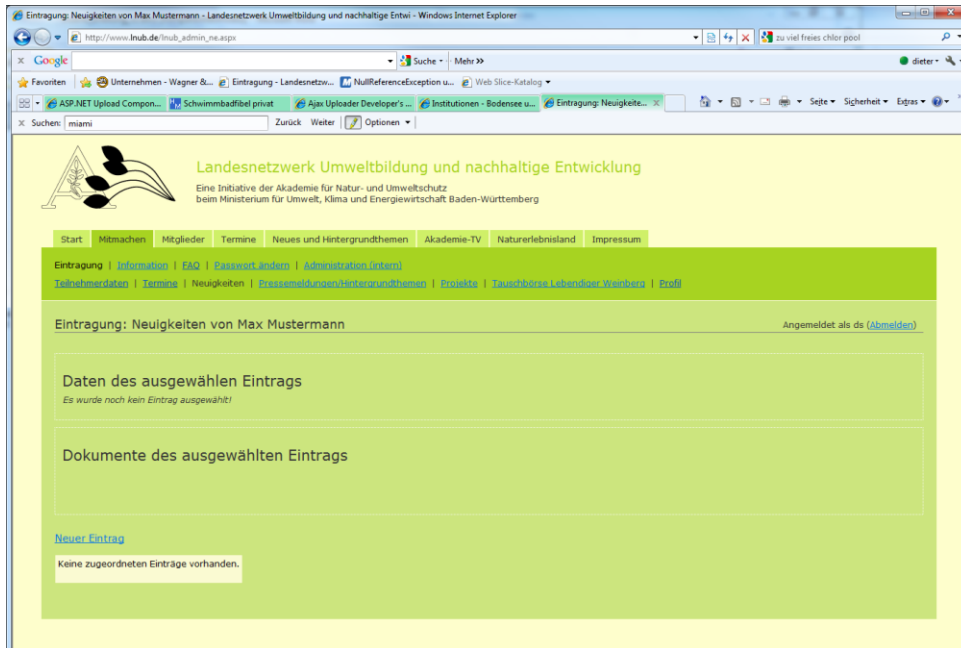 Eintragung: Neuigkeiten von Max Mustermann - Landesnetzwerk Umweltbildung und nachhaltige Entwi - Windows Internet Explorer
http://www.lnub.de/lnub_admin_ne.aspx
zu viel freies chlor pool
Google
Suche
Mehr >>
dieter
Favoriten
Unternehmen - Wagner &...
Eintragung - Landesnetzw...
NullReferenceException u...
Web Slice-Katalog
ASP.NET Upload Compon...
Schwimmbadfibel privat
Ajax Uploader Developer's ...
Institutionen - Bodensee u...
Eintragung: Neuigkeite...
Seite
Sicherheit
Extras
Suchen: miami
Zurück Weiter
Optionen
Landesnetzwerk Umweltbildung und nachhaltige Entwicklung
Eine Initiative der Akademie für Natur- und Umweltschutz
beim Ministerium für Umwelt, Klima und Energiewirtschaft Baden-Württemberg
Start Mitmachen Mitglieder Termine Neues und Hintergrundthemen Akademie-TV Naturerlebnisland Impressum
Eintragung | Information | FAQ | Passwort ändern | Administration (intern)
Teilnehmerdaten | Termine | Neuigkeiten | Pressemeldungen/Hintergrundthemen | Projekte | Tauschbörse Lebendiger Weinberg | Profil
Eintragung: Neuigkeiten von Max Mustermann
Angemeldet als ds (Abmelden)
Daten des ausgewählen Eintrags
Es wurde noch kein Eintrag ausgewählt!
Dokumente des ausgewählten Eintrags
Neuer Eintrag
Keine zugeordneten Einträge vorhanden.